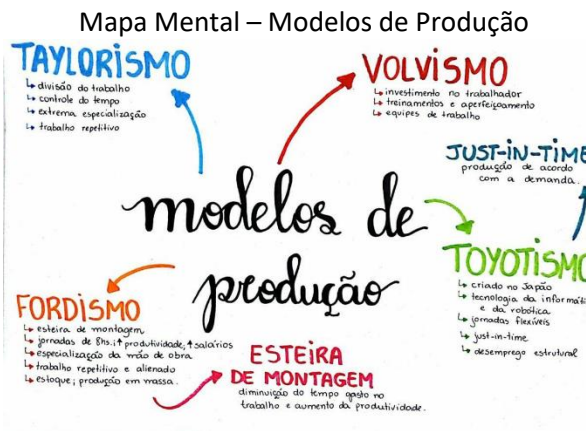 Mapa Mental – Modelos de Produção
TAYLORISMO
↳ divisão do trabalho
↳ controle do tempo
↳ extrema especialização
↳ trabalho repetitivo
VOLVISMO
↳ investimento no trabalhador
↳ treinamentos e aperfeiçoamento
↳ equipes de trabalho
JUST-IN-TIME
produção de acordo
com a demanda.
modelos de
produção
TOYOTISMO
↳ criado no Japão
↳ tecnologia da informáti
e da robótica
↳ jornadas flexíveis
↳ just-in-time
↳ desemprego estrutural
FORDISMO
↳ esteira de montagem
↳ jornadas de 8hs.; ↑ produtividade, ↑ salários
↳ especialização da mão de obra
↳ trabalho repetitivo e alienado
↳ estoque; produção em massa.
ESTEIRA
DE MONTAGEM
diminuição do tempo gasto no
trabalho e aumento da produtividade.